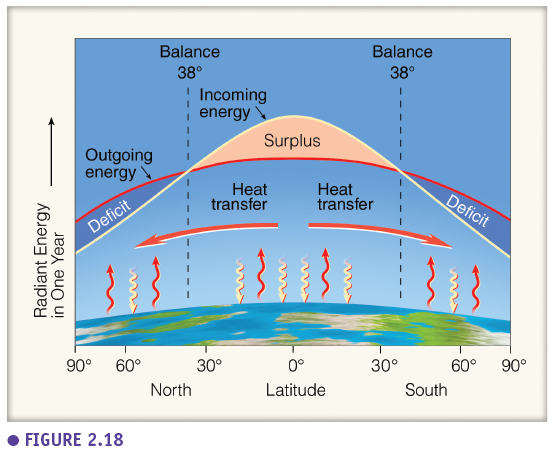 Balance
38°
Balance
38°
Incoming
energy
Surplus
Outgoing
energy
Deficit
Heat
transfer
Heat
transfer
Deficit
Radiant Energy
in One Year
90° 60° 30° 0° 30° 60° 90°
North Latitude South
FIGURE 2.18